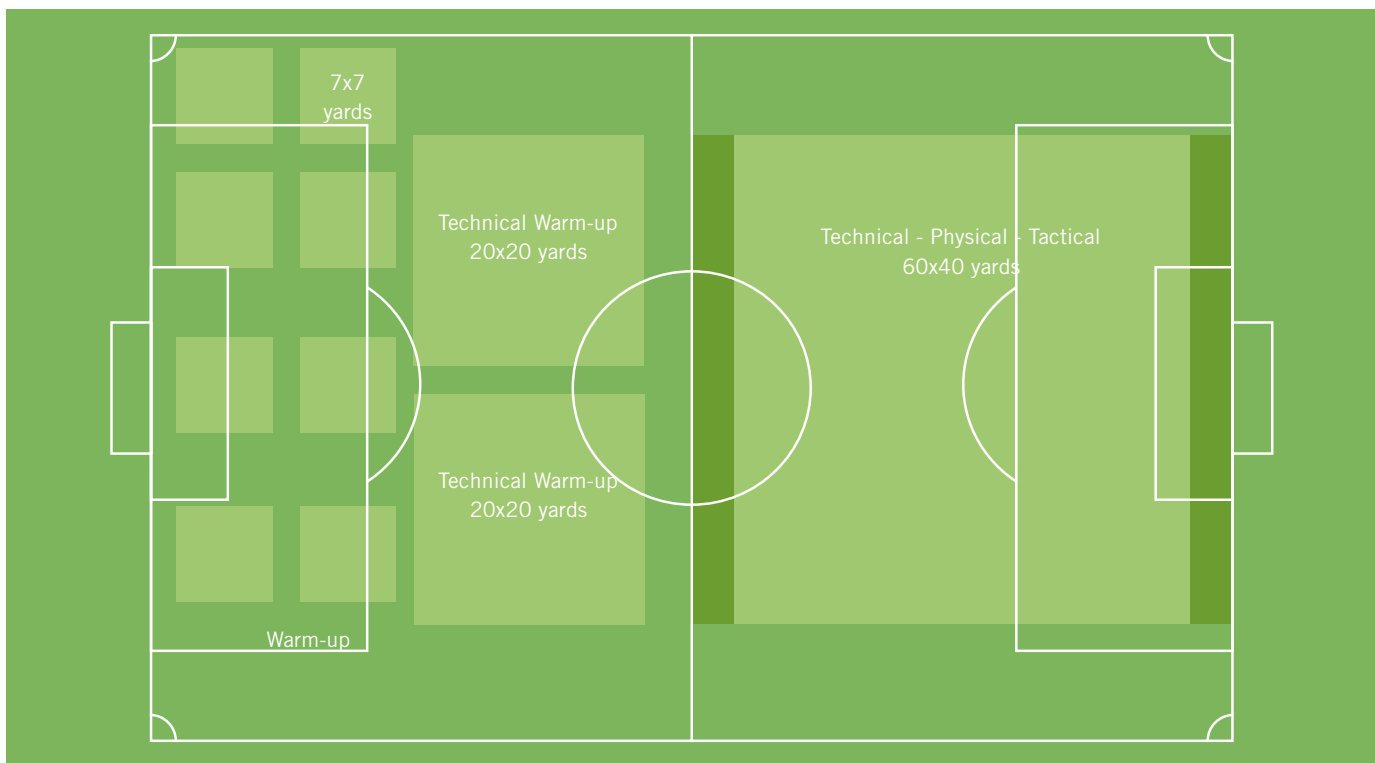 7x7
yards
Technical Warm-up
20x20 yards
Technical - Physical - Tactical
60x40 yards
Technical Warm-up
20x20 yards
Warm-up